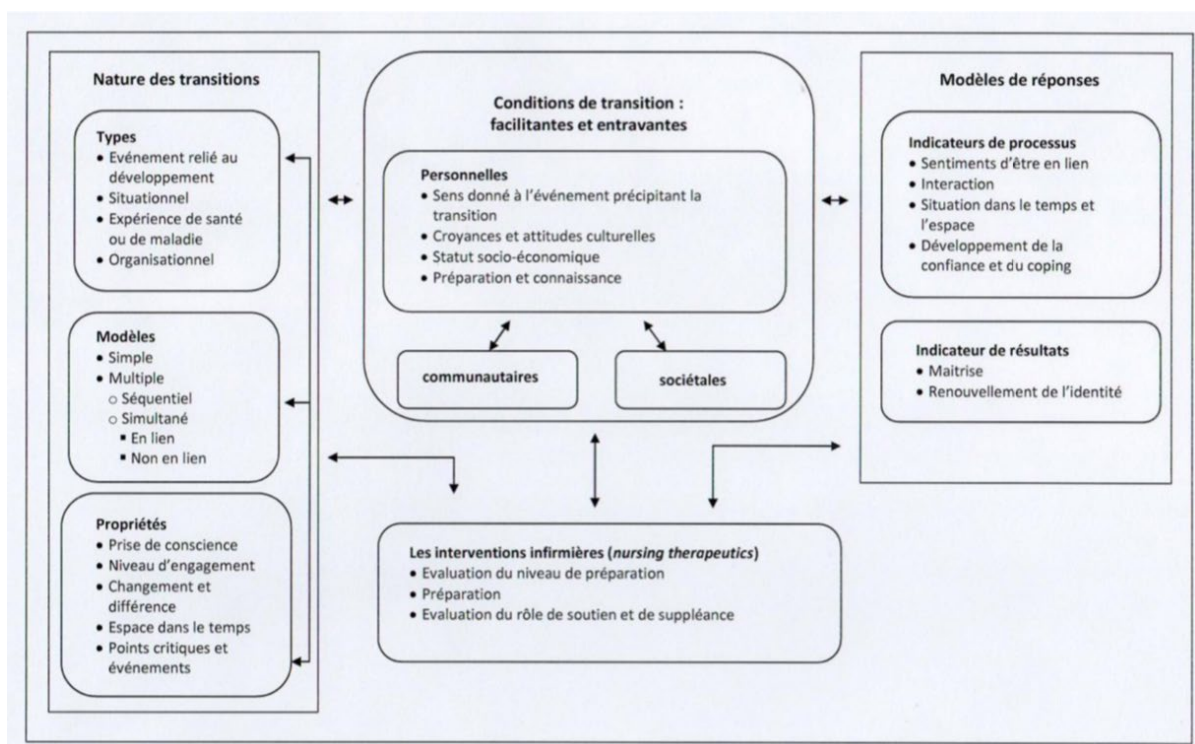 Nature des transitions
Types
• Evénement relié au
développement
• Situationnel
• Expérience de santé
ou de maladie
• Organisationnel
Modèles
• Simple
• Multiple
○ Séquentiel
○ Simultané
▪ En lien
▪ Non en lien
Propriétés
• Prise de conscience
• Niveau d'engagement
• Changement et
différence
• Espace dans le temps
• Points critiques et
événements
Conditions de transition :
facilitantes et entravantes
Personnelles
• Sens donné à l'événement précipitant la
transition
• Croyances et attitudes culturelles
• Statut socio-économique
• Préparation et connaissance
communautaires
sociétales
Les interventions infirmières (nursing therapeutics)
• Evaluation du niveau de préparation
• Préparation
• Evaluation du rôle de soutien et de suppléance
Modèles de réponses
Indicateurs de processus
• Sentiments d'être en lien
• Interaction
• Situation dans le temps et
l'espace
• Développement de la
confiance et du coping
Indicateur de résultats
• Maitrise
• Renouvellement de l'identité